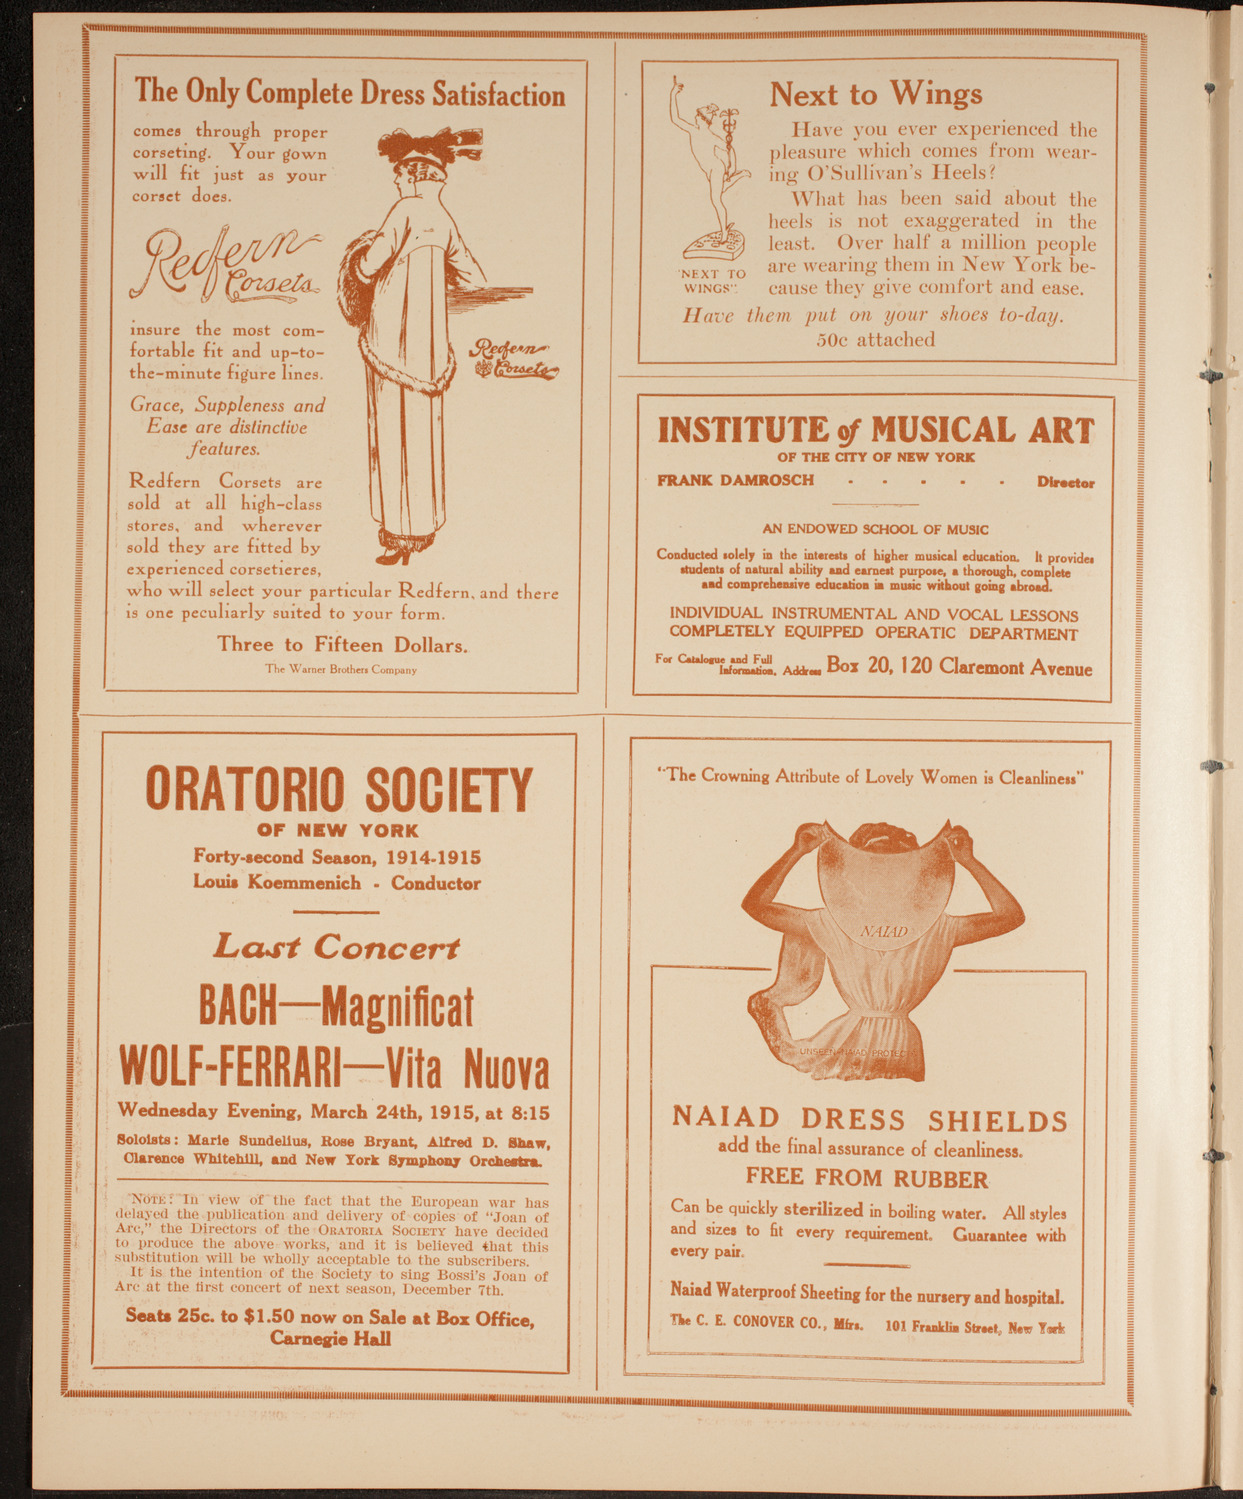 The Only Complete Dress Satisfaction
comes through proper
corseting. Your gown
will fit just as your
corset does.
Redfern
Corsets
insure the most com-
fortable fit and up-to-
the-minute figure lines.
Grace, Suppleness and
Ease are distinctive
features.
Redfern Corsets are
sold at all high-class
stores, and wherever
sold they are fitted by
experienced corsetieres,
who will select your particular Redfern, and there
is one peculiarly suited to your form.
Three to Fifteen Dollars.
The Warner Brothers Company
Redfern
Corsets
Next to Wings
Have you ever experienced the
pleasure which comes from wear-
ing O'Sullivan's Heels?
What has been said about the
heels is not exaggerated in the
least. Over half a million people
are wearing them in New York be-
cause they give comfort and ease.
"NEXT TO
WINGS".
Have them put on your shoes to-day.
50c attached
INSTITUTE of MUSICAL ART
OF THE CITY OF NEW YORK
FRANK DAMROSCH - - - - - Director
AN ENDOWED SCHOOL OF MUSIC
Conducted solely in the interests of higher musical education. It provides
students of natural ability and earnest purpose, a thorough, complete
and comprehensive education in music without going abroad.
INDIVIDUAL INSTRUMENTAL AND VOCAL LESSONS
COMPLETELY EQUIPPED OPERATIC DEPARTMENT
For Catalogue and Full
Information, Address Box 20, 120 Claremont Avenue
ORATORIO SOCIETY
OF NEW YORK
Forty-second Season, 1914-1915
Louis Koemmenich - Conductor
Last Concert
BACH—Magnificat
WOLF-FERRARI—Vita Nuova
Wednesday Evening, March 24th, 1915, at 8:15
Soloists: Marie Sundelius, Rose Bryant, Alfred D. Shaw,
Clarence Whitehill, and New York Symphony Orchestra.
NOTE: In view of the fact that the European war has
delayed the publication and delivery of copies of "Joan of
Arc," the Directors of the ORATORIA SOCIETY have decided
to produce the above works, and it is believed that this
substitution will be wholly acceptable to the subscribers.
It is the intention of the Society to sing Bossi's Joan of
Arc at the first concert of next season, December 7th.
Seats 25c. to $1.50 now on Sale at Box Office,
Carnegie Hall
"The Crowning Attribute of Lovely Women is Cleanliness"
NAIAD
UNSEEN NAIAD PROTECTS
NAIAD DRESS SHIELDS
add the final assurance of cleanliness.
FREE FROM RUBBER
Can be quickly sterilized in boiling water. All styles
and sizes to fit every requirement. Guarantee with
every pair.
Naiad Waterproof Sheeting for the nursery and hospital.
The C. E. CONOVER CO., Mfrs. 101 Franklin Street, New York